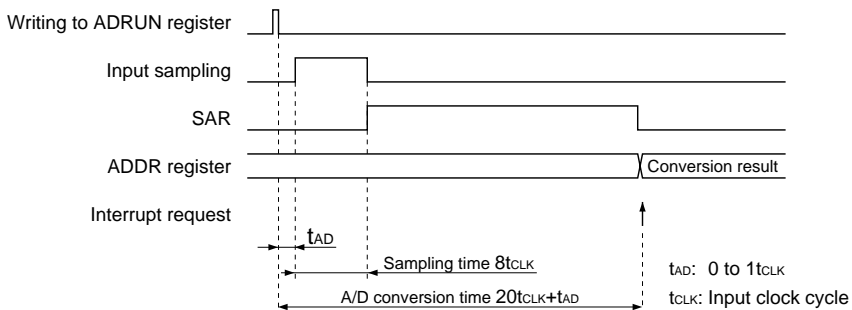 Writing to ADRUN register
Input sampling
SAR
ADDR register
Conversion result
Interrupt request
tAD
Sampling time 8tCLK
A/D conversion time 20tCLK+tAD
tAD: 0 to 1tCLK
tCLK: Input clock cycle